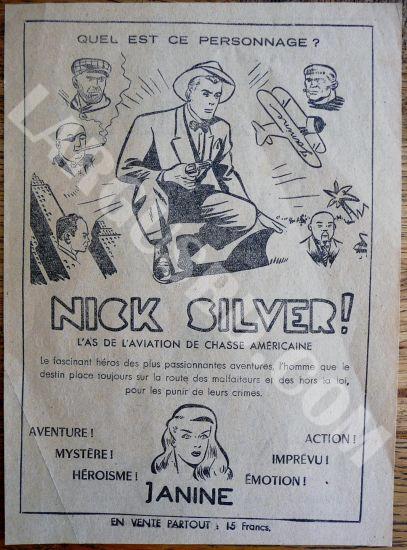 QUEL EST CE PERSONNAGE ?
Janine
NICK SILVER!
L'AS DE L'AVIATION DE CHASSE AMÉRICAINE
Le fascinant héros des plus passionnantes aventures, l'homme que le
destin place toujours sur la route des malfaiteurs et des hors la loi,
pour les punir de leurs crimes.
AVENTURE !
MYSTÈRE !
HÉROISME !
ACTION !
IMPRÉVU !
ÉMOTION !
JANINE
EN VENTE PARTOUT : 15 Francs.